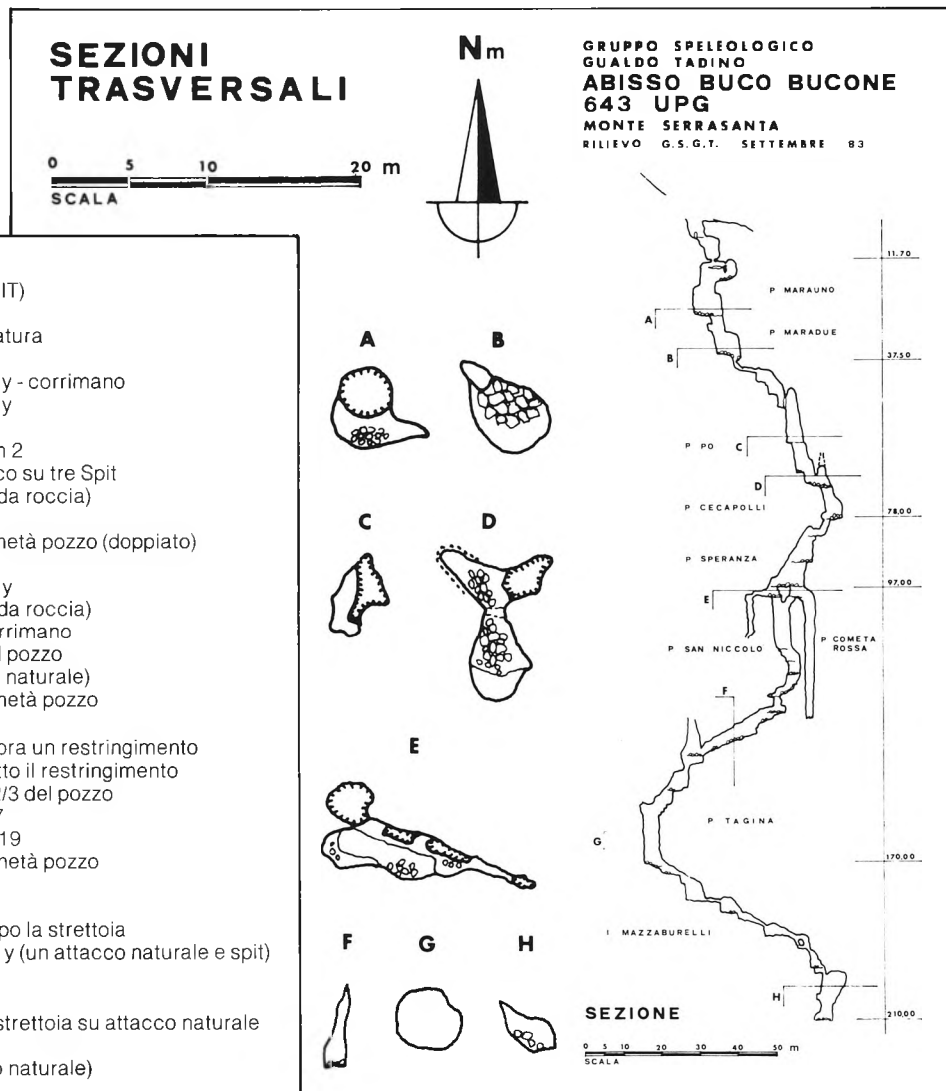 SEZIONI
TRASVERSALI
0 5 10 20 m
SCALA
Nm
GRUPPO SPELEOLOGICO
GUALDO TADINO
ABISSO BUCO BUCONE
643 UPG
MONTE SERRASANTA
RILIEVO G.S.G.T. SETTEMBRE 83
IT)
atura
y - corrimano
y
n 2
co su tre Spit
da roccia)
netà pozzo (doppiato)
y
da roccia)
orrimano
l pozzo
naturale)
netà pozzo
ora un restringimento
tto il restringimento
2/3 del pozzo
7
19
netà pozzo
po la strettoia
y (un attacco naturale e spit)
strettoia su attacco naturale
o naturale)
A B
C D
E
F G H
11.70
P MARAUNO
A
P MARADUE
B
37.50
P PO C
D
P CECAPOLLI
78,00
P SPERANZA
97,00
E
P SAN NICCOLO
P COMETA
ROSSA
F
P TAGINA
G
170,00
I MAZZABURELLI
H
210,00
SEZIONE
0 5 10 20 30 40 50 m
SCALA